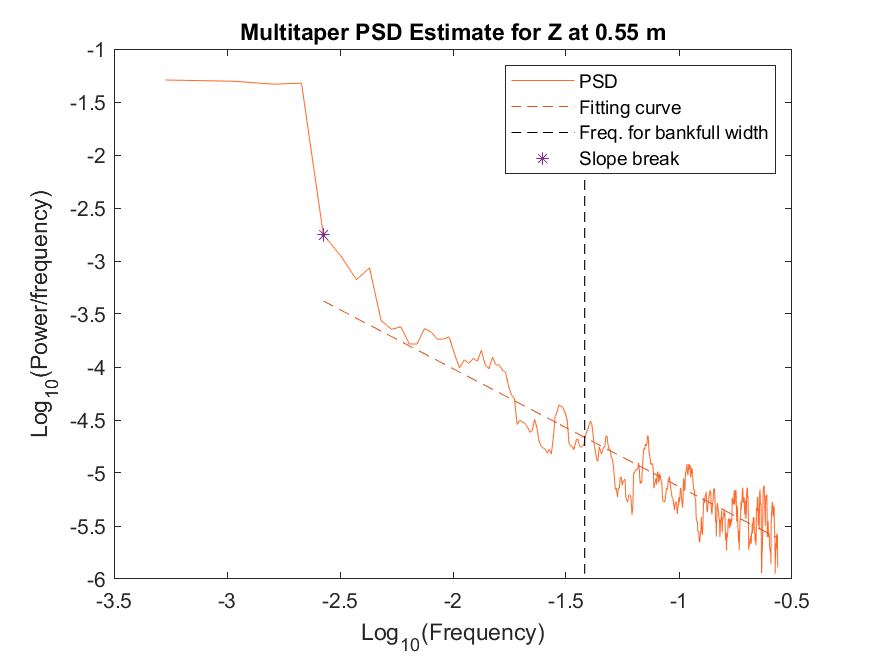 Multitaper PSD Estimate for Z at 0.55 m
PSD
Fitting curve
Freq. for bankfull width
Slope break
-1
-1.5
-2
-2.5
-3
-3.5
-4
-4.5
-5
-5.5
-6
Log10(Power/frequency)
-3.5 -3 -2.5 -2 -1.5 -1 -0.5
Log10(Frequency)